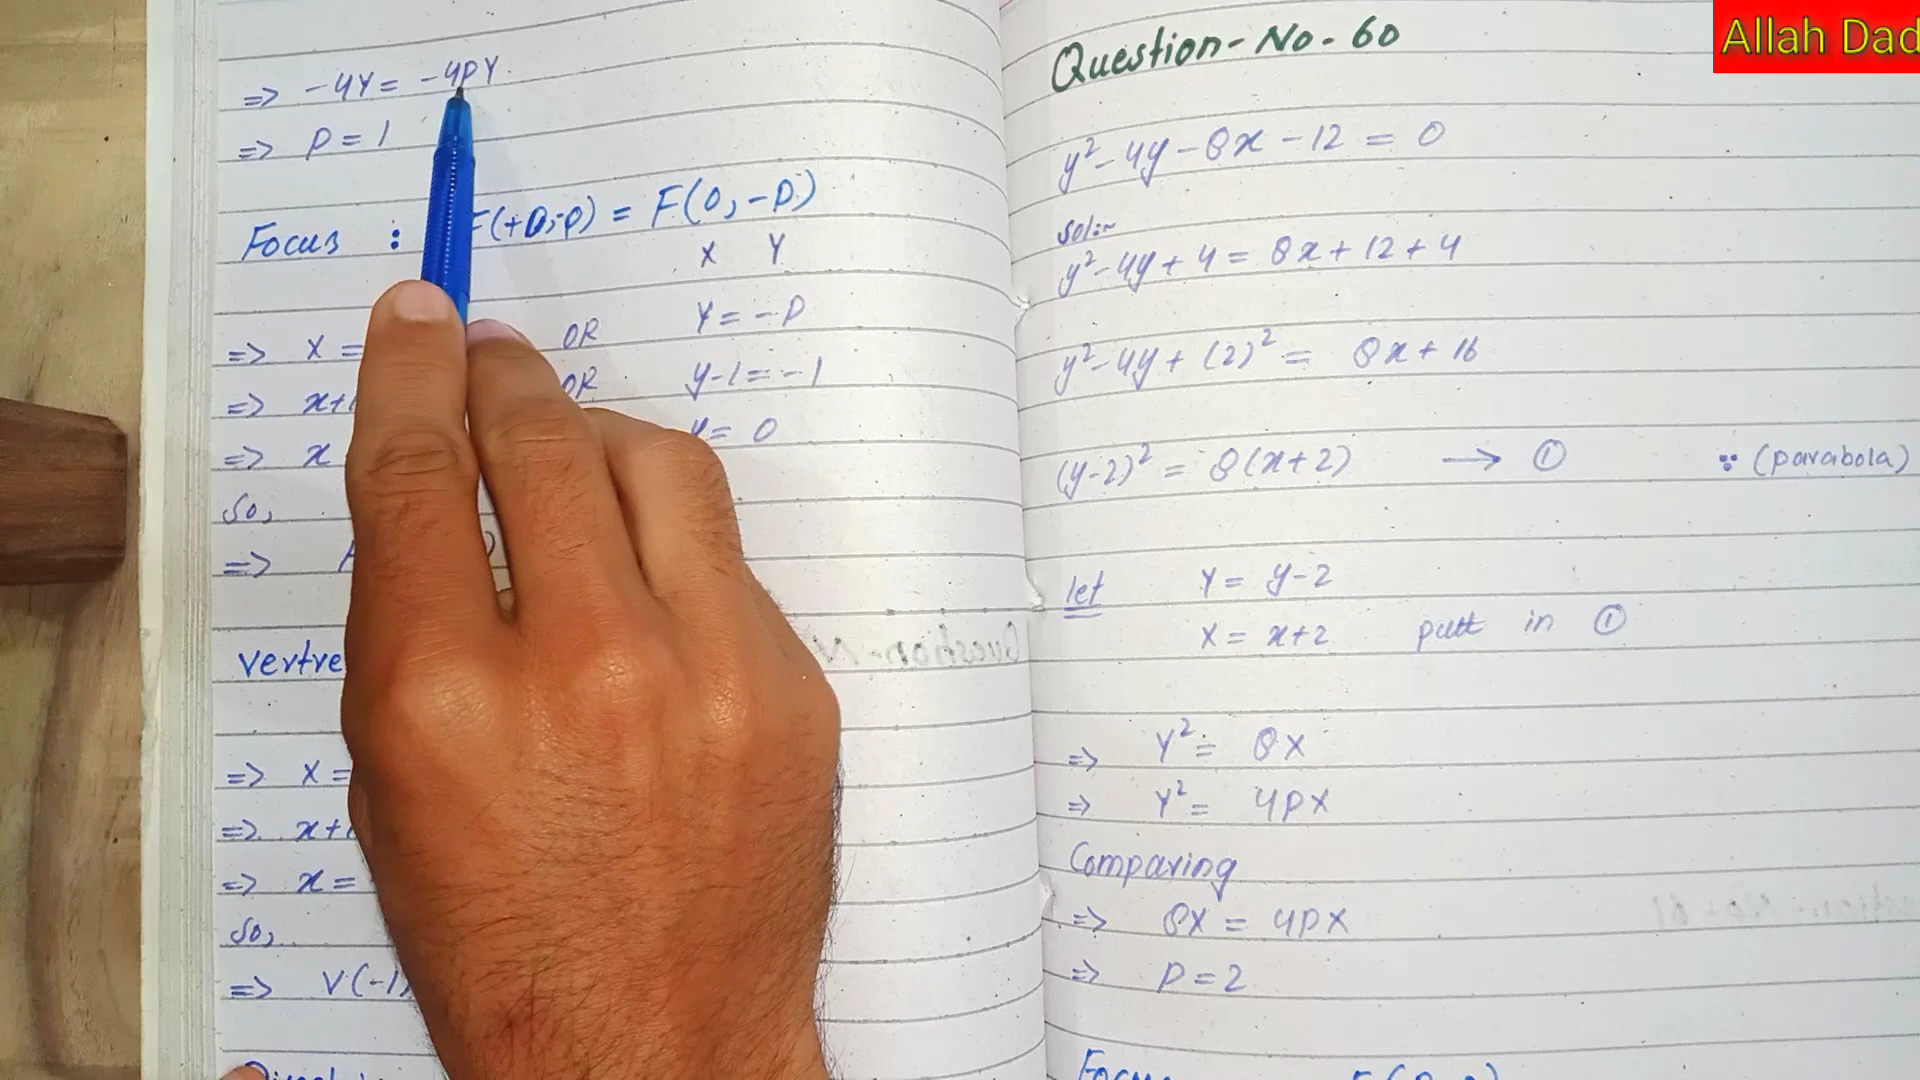 => -4Y = -4PY
=> P = 1
Focus : F(+0,-P) = F(0, -P)
X Y
=> X = OR Y = -P
=> x+1 OR y-1 = -1
=> x y = 0
So,
=>
=> X =
=> x+1
=> x =
So,
=> V(-1,
Allah Dad
Question-No-60
y²-4y-8x-12 = 0
Sol:~
y²-4y+4 = 8x+12+4
y²-4y+(2)² = 8x+16
(y-2)² = 8(x+2) → ① ∵ (parabola)
let Y = y-2
X = x+2 putt in ①
=> Y² = 8X
=> Y² = 4PX
Comparing
=> 8X = 4PX
=> P = 2
Focus